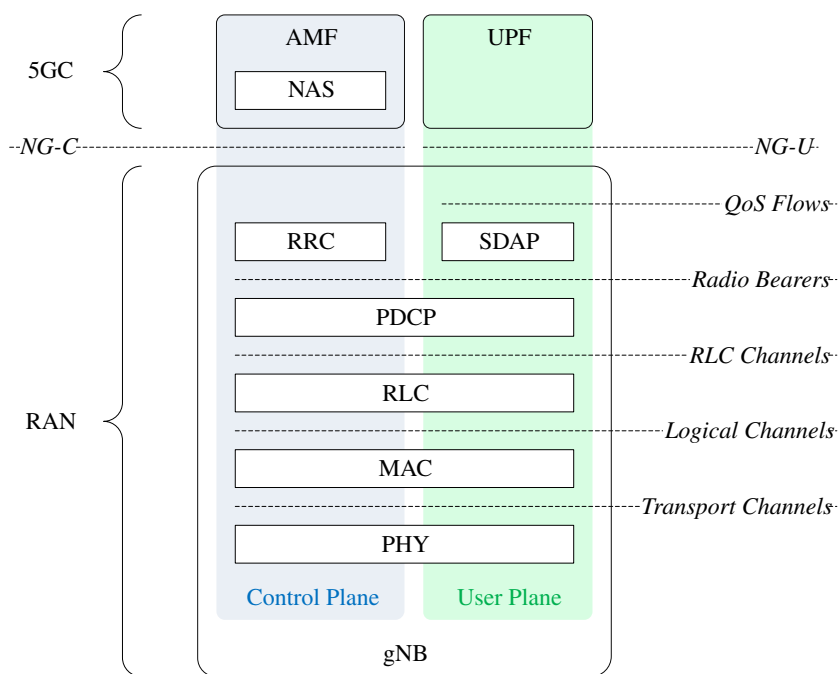 AMF
UPF
5GC
NAS
NG-C
NG-U
QoS Flows
RRC
SDAP
Radio Bearers
PDCP
RLC Channels
RLC
RAN
Logical Channels
MAC
Transport Channels
PHY
Control Plane
User Plane
gNB